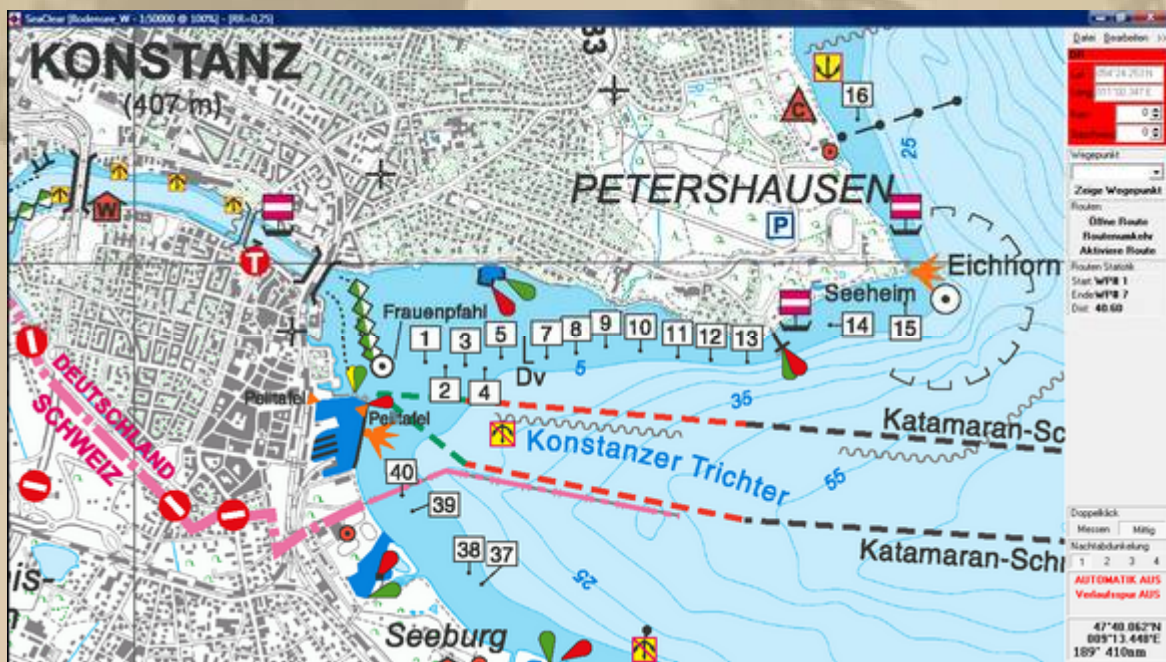 SeaClear [Bodensee_W - 1:50000 @ 100%] - [RR=0,25]
Datei Bearbeiten >>
KONSTANZ
(407 m)
33
16
C
25
W
PETERSHAUSEN
P
T
Eichhorn
Frauenpfahl
Seeheim
1
3
5
7
8
9
10
11
12
13
14
15
2
4
Dv
5
35
DEUTSCHLAND
SCHWEIZ
Peiltafel
Peiltafel
Katamaran-Sc
Konstanzer Trichter
55
40
39
38
37
Katamaran-Schn
25
Seeburg
Wegepunkt
Zeige Wegepunkt
Routen:
Öffne Route
Routenumkehr
Aktiviere Route
Routen Statistik
Start WP# 1
Ende WP# 7
Dist: 40.60
Doppelklick
Messen Mittig
Nachtabdunkelung
1 2 3 4
AUTOMATIK AUS
Verlaufsspur AUS
47°40.062'N
009°13.448'E
189° 410nm